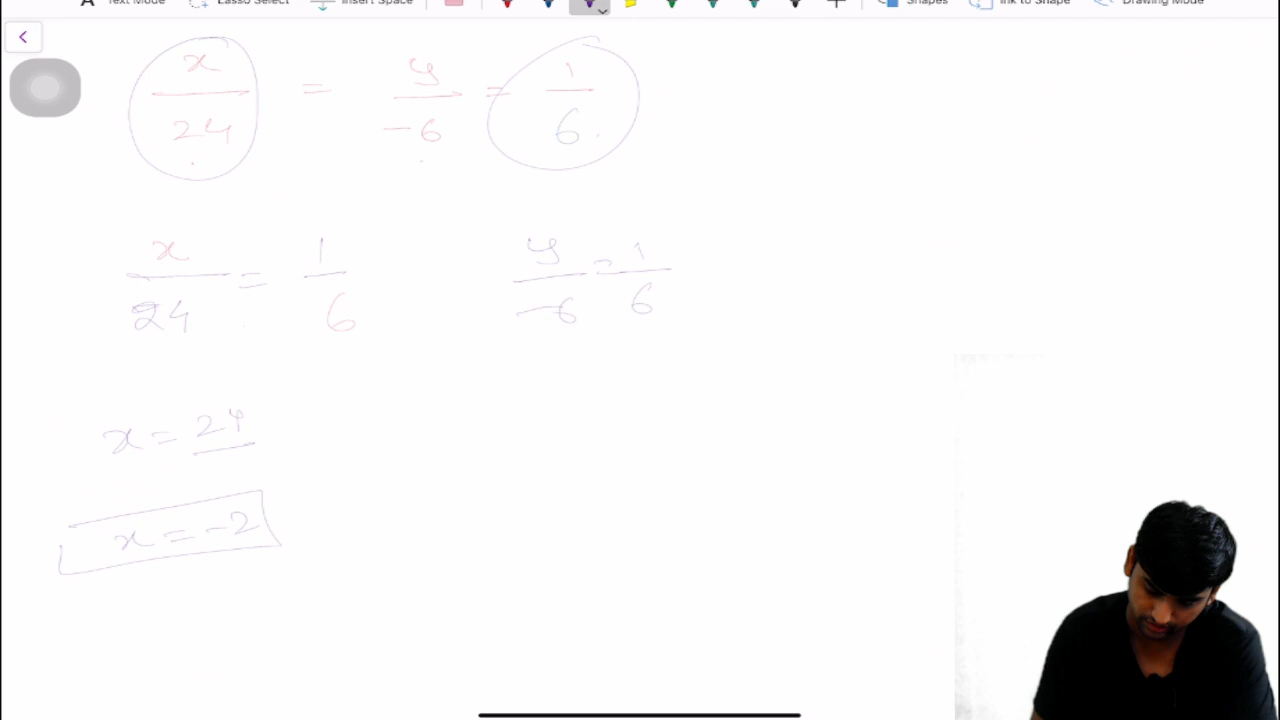 A Text Mode Lasso Select Insert Space Shapes Ink to Shape Drawing Mode
x/24 = y/-6 = 1/6
x/24 = 1/6 y/-6 = 1/6
x = 24
x = -2